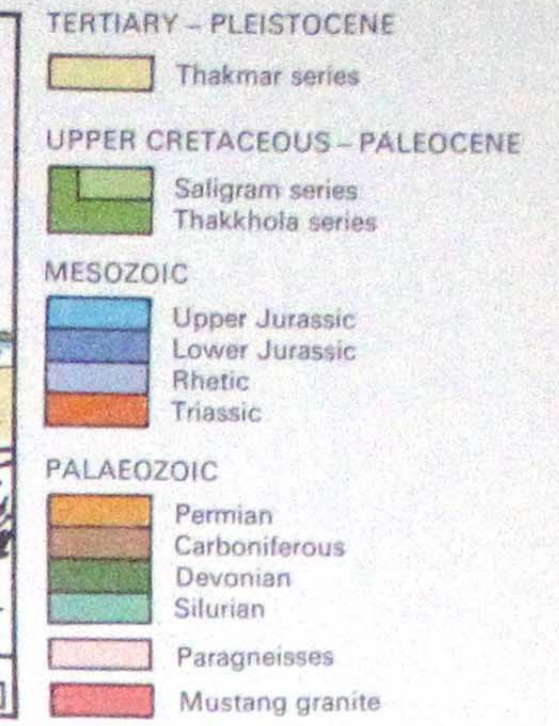 TERTIARY – PLEISTOCENE
Thakmar series
UPPER CRETACEOUS – PALEOCENE
Saligram series
Thakkhola series
MESOZOIC
Upper Jurassic
Lower Jurassic
Rhetic
Triassic
PALAEOZOIC
Permian
Carboniferous
Devonian
Silurian
Paragneisses
Mustang granite